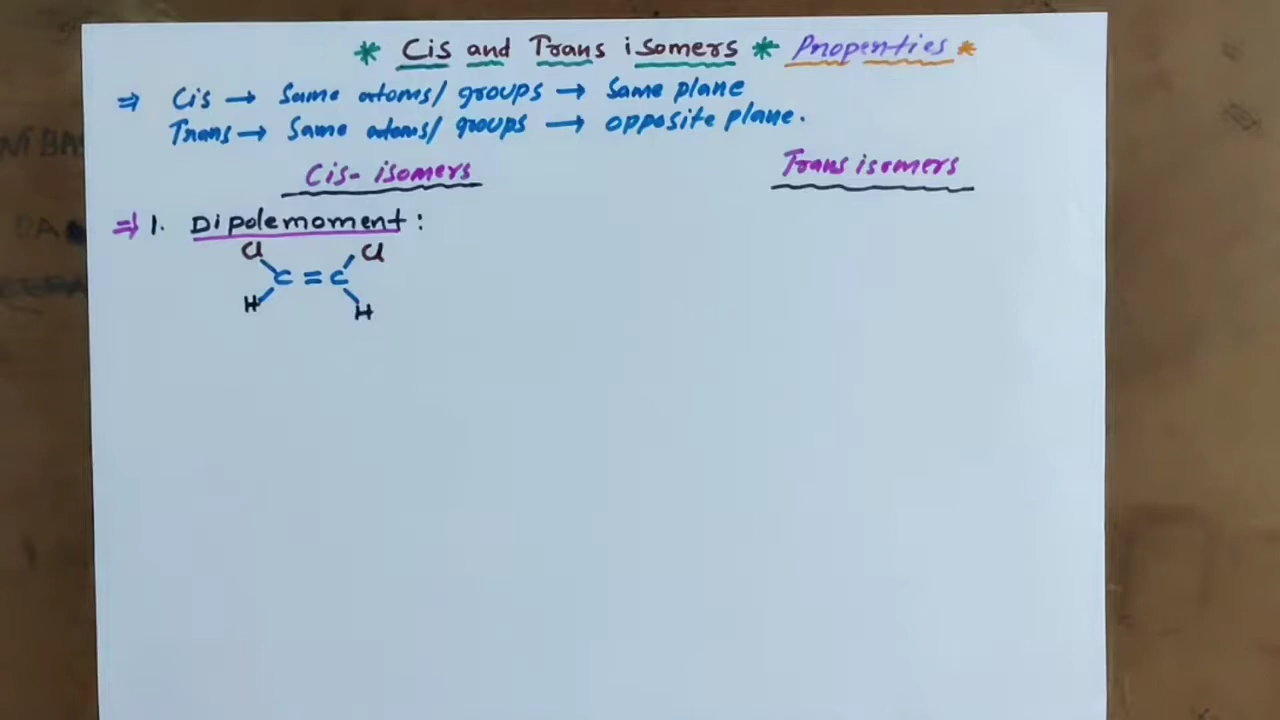 * Cis and Trans isomers * Properties *
⇒ Cis → Same atoms/ groups → Same plane
Trans → Same atoms/ groups → opposite plane.
Cis- isomers
Trans isomers
⇒ 1. Dipolemoment :
Cl Cl
C = C
H H